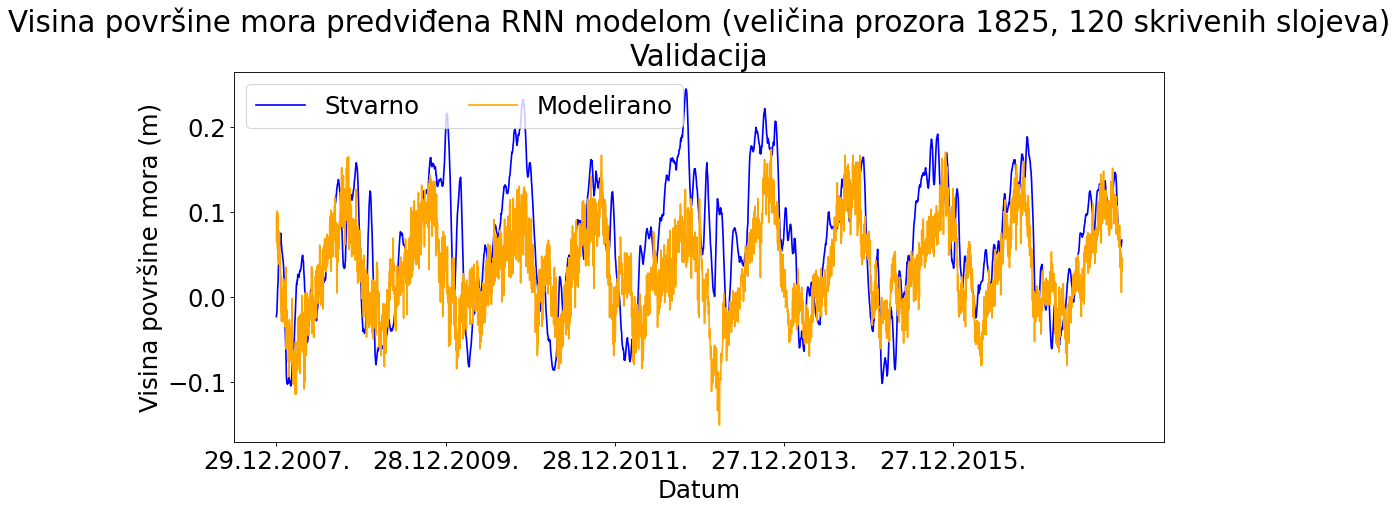 Visina površine mora predviđena RNN modelom (veličina prozora 1825, 120 skrivenih slojeva)
Validacija
Stvarno Modelirano
Visina površine mora (m)
0.2
0.1
0.0
−0.1
29.12.2007. 28.12.2009. 28.12.2011. 27.12.2013. 27.12.2015.
Datum